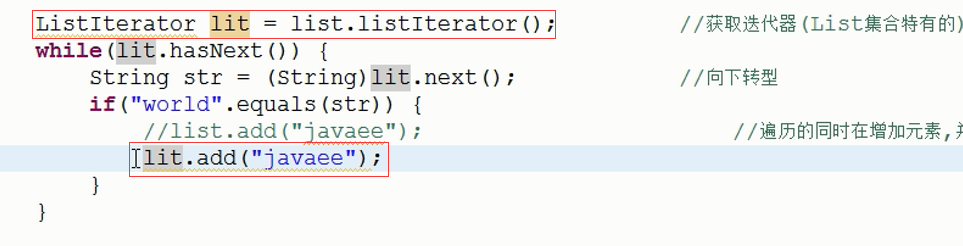 ListIterator lit = list.listIterator(); //获取迭代器(List集合特有的)
while(lit.hasNext()) {
String str = (String)lit.next(); //向下转型
if("world".equals(str)) {
//list.add("javaee"); //遍历的同时在增加元素,
lit.add("javaee");
}
}